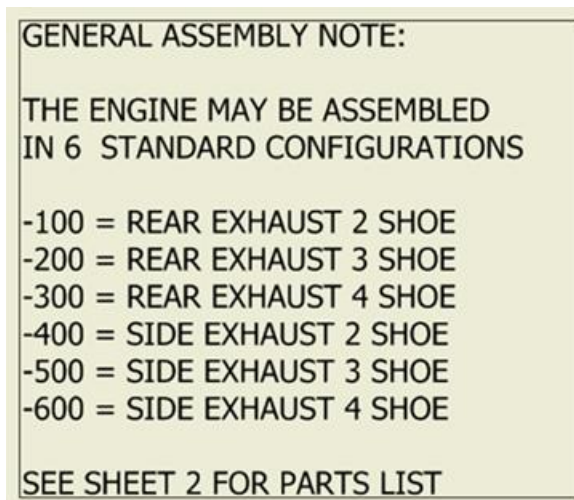 GENERAL ASSEMBLY NOTE:
THE ENGINE MAY BE ASSEMBLED
IN 6 STANDARD CONFIGURATIONS
-100 = REAR EXHAUST 2 SHOE
-200 = REAR EXHAUST 3 SHOE
-300 = REAR EXHAUST 4 SHOE
-400 = SIDE EXHAUST 2 SHOE
-500 = SIDE EXHAUST 3 SHOE
-600 = SIDE EXHAUST 4 SHOE
SEE SHEET 2 FOR PARTS LIST